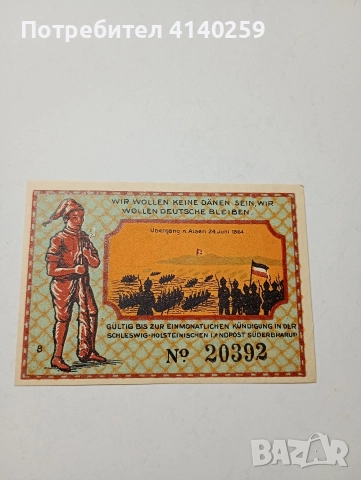 Потребител 4140259
WIR WOLLEN KEINE DÄNEN SEIN, WIR
WOLLEN DEUTSCHE BLEIBEN.
Übergang n. Alsen 24 Juni 1864
B
GÜLTIG BIS ZUR EINMONATLICHEN KÜNDIGUNG IN DER
SCHLESWIG-HOLSTEINISCHEN LANDPOST SÜDERBRARUP
No. 20392
BAZAR